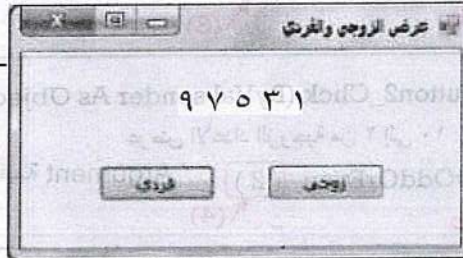 عرض الزوجي والفردي
٩ ٧ ٥ ٣ ١
زوجي
فردي